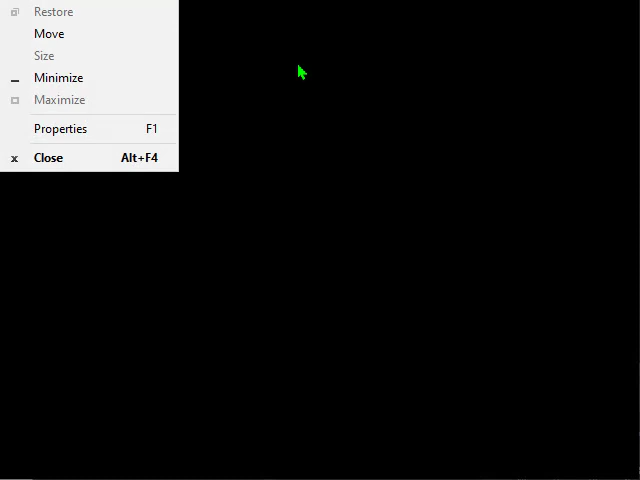 Restore
Move
Size
Minimize
Maximize
Properties F1
Close Alt+F4